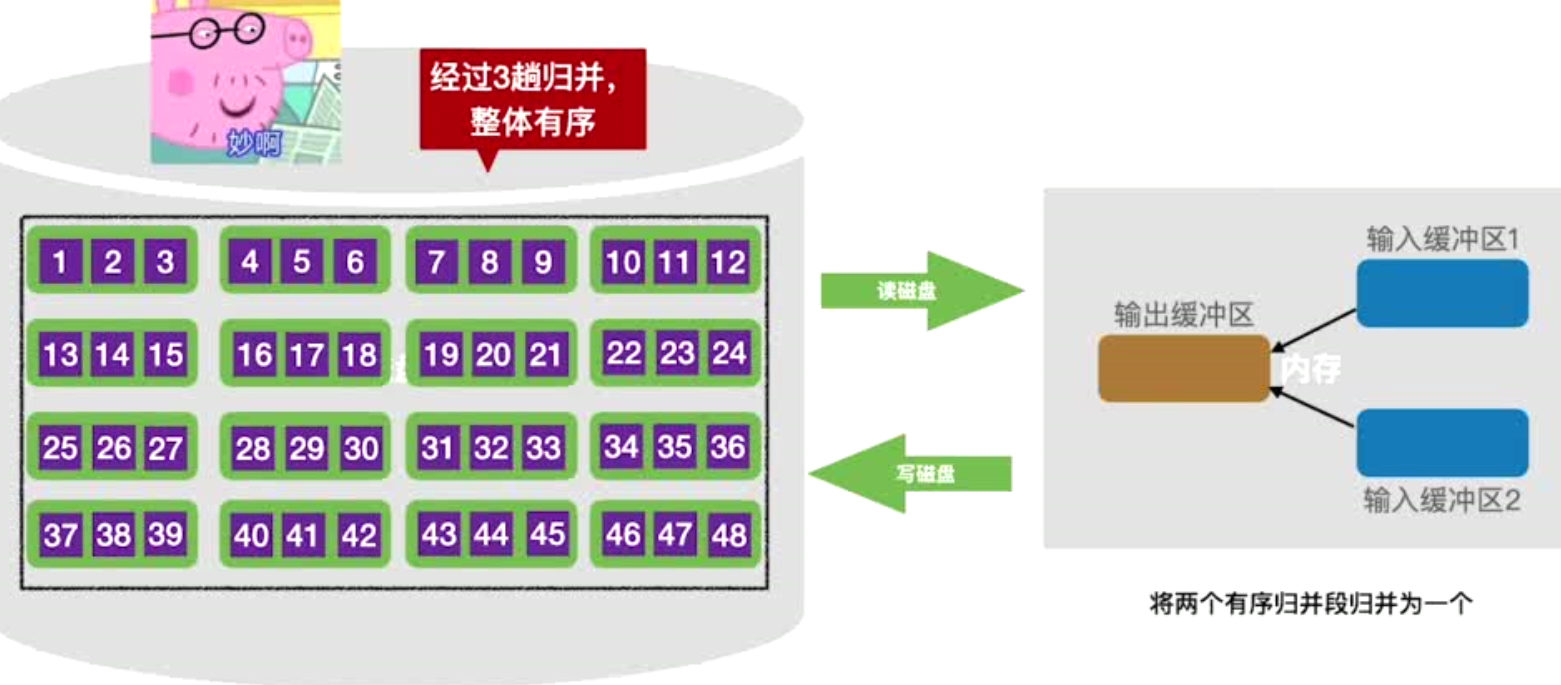 妙啊
经过3趟归并，
整体有序
1 2 3 4 5 6 7 8 9 10 11 12
13 14 15 16 17 18 19 20 21 22 23 24
25 26 27 28 29 30 31 32 33 34 35 36
37 38 39 40 41 42 43 44 45 46 47 48
读磁盘
写磁盘
输入缓冲区1
输出缓冲区
内存
输入缓冲区2
将两个有序归并段归并为一个